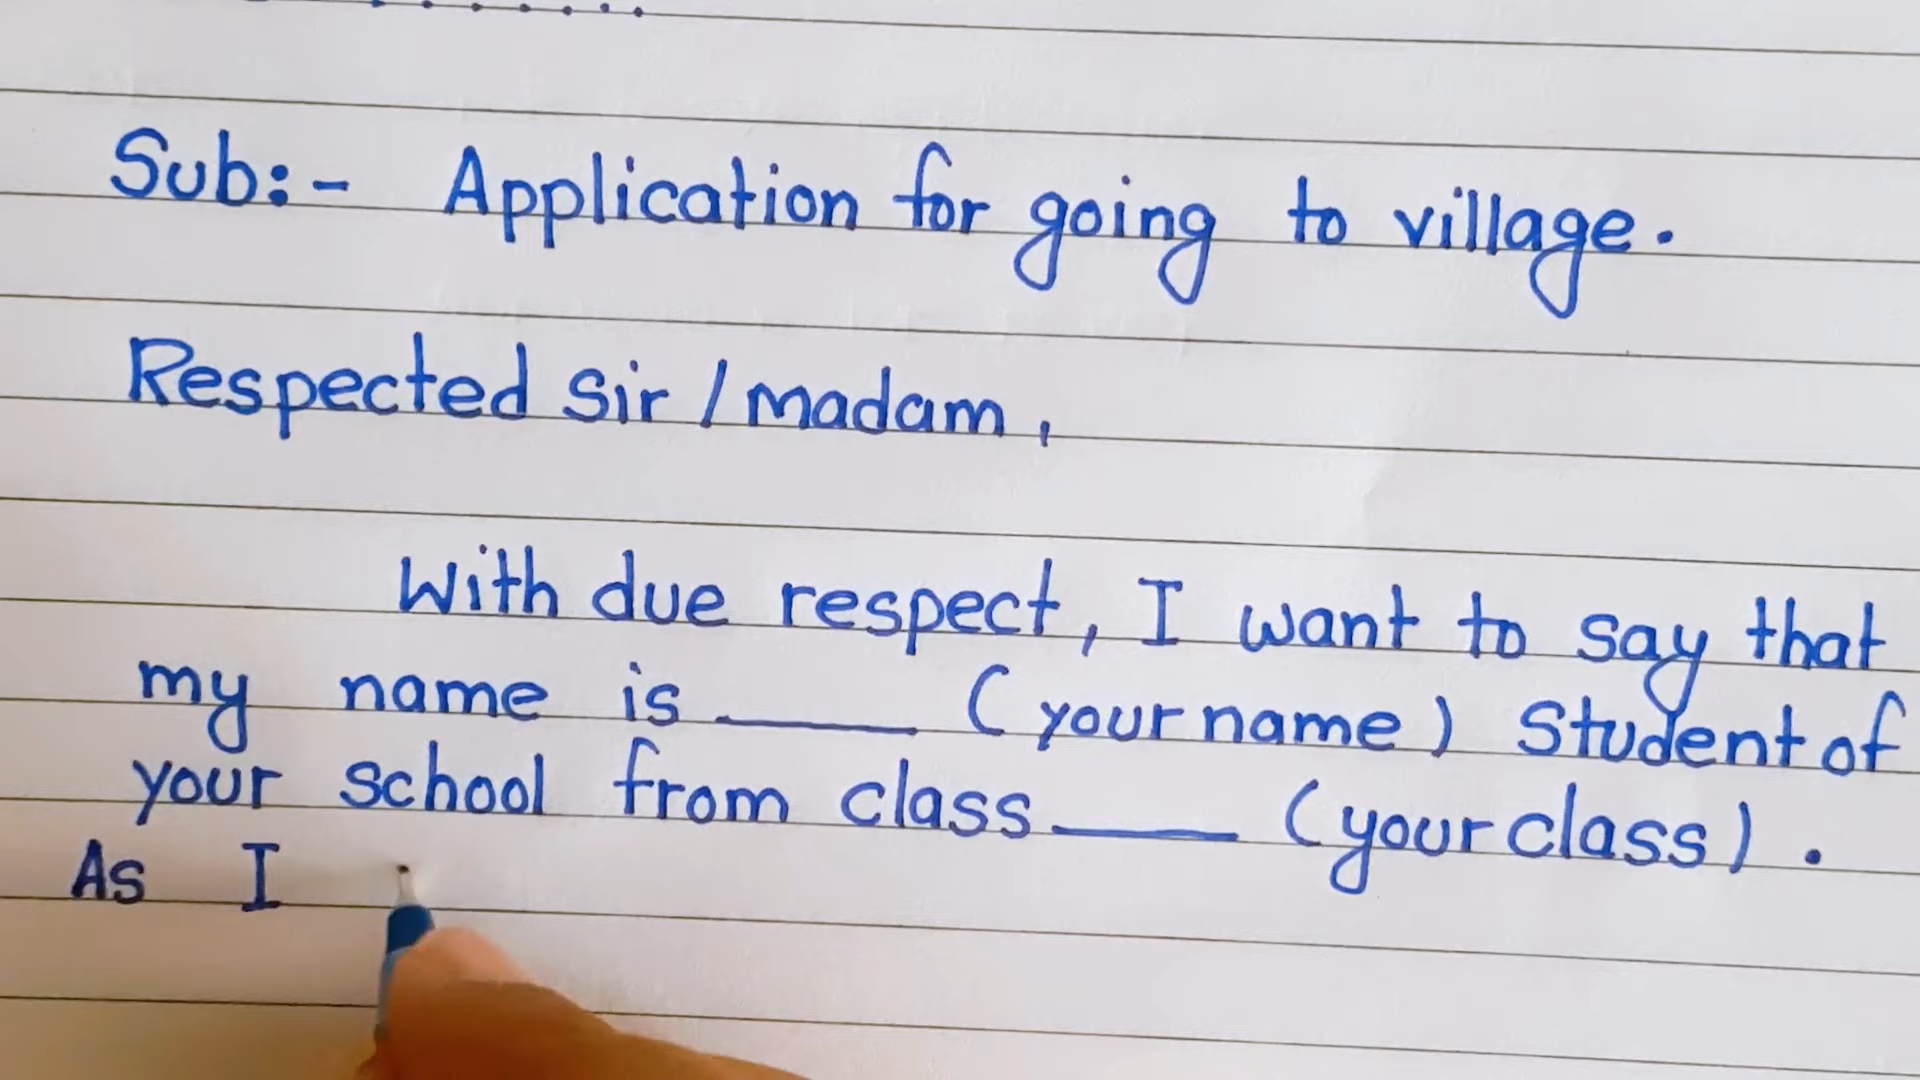 Sub:- Application for going to village.
Respected Sir / madam,
With due respect, I want to say that
my name is ____ (your name) Student of
your school from class ____ (your class).
As I